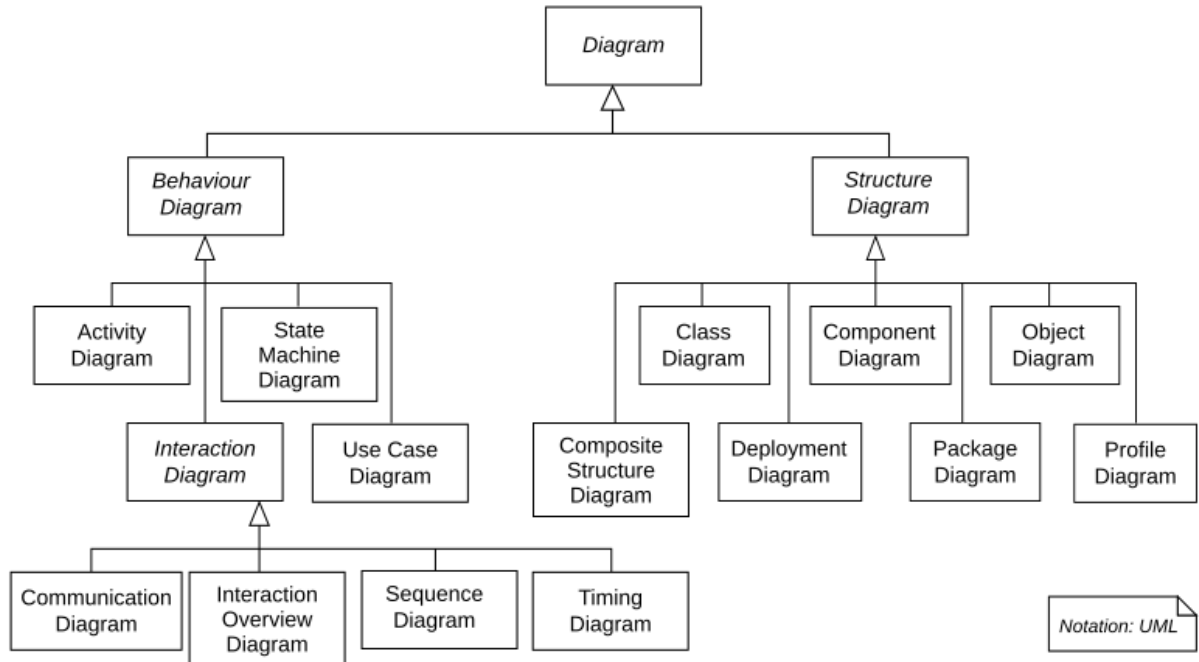 Diagram
Behaviour
Diagram
Structure
Diagram
Activity
Diagram
State
Machine
Diagram
Class
Diagram
Component
Diagram
Object
Diagram
Interaction
Diagram
Use Case
Diagram
Composite
Structure
Diagram
Deployment
Diagram
Package
Diagram
Profile
Diagram
Communication
Diagram
Interaction
Overview
Diagram
Sequence
Diagram
Timing
Diagram
Notation: UML